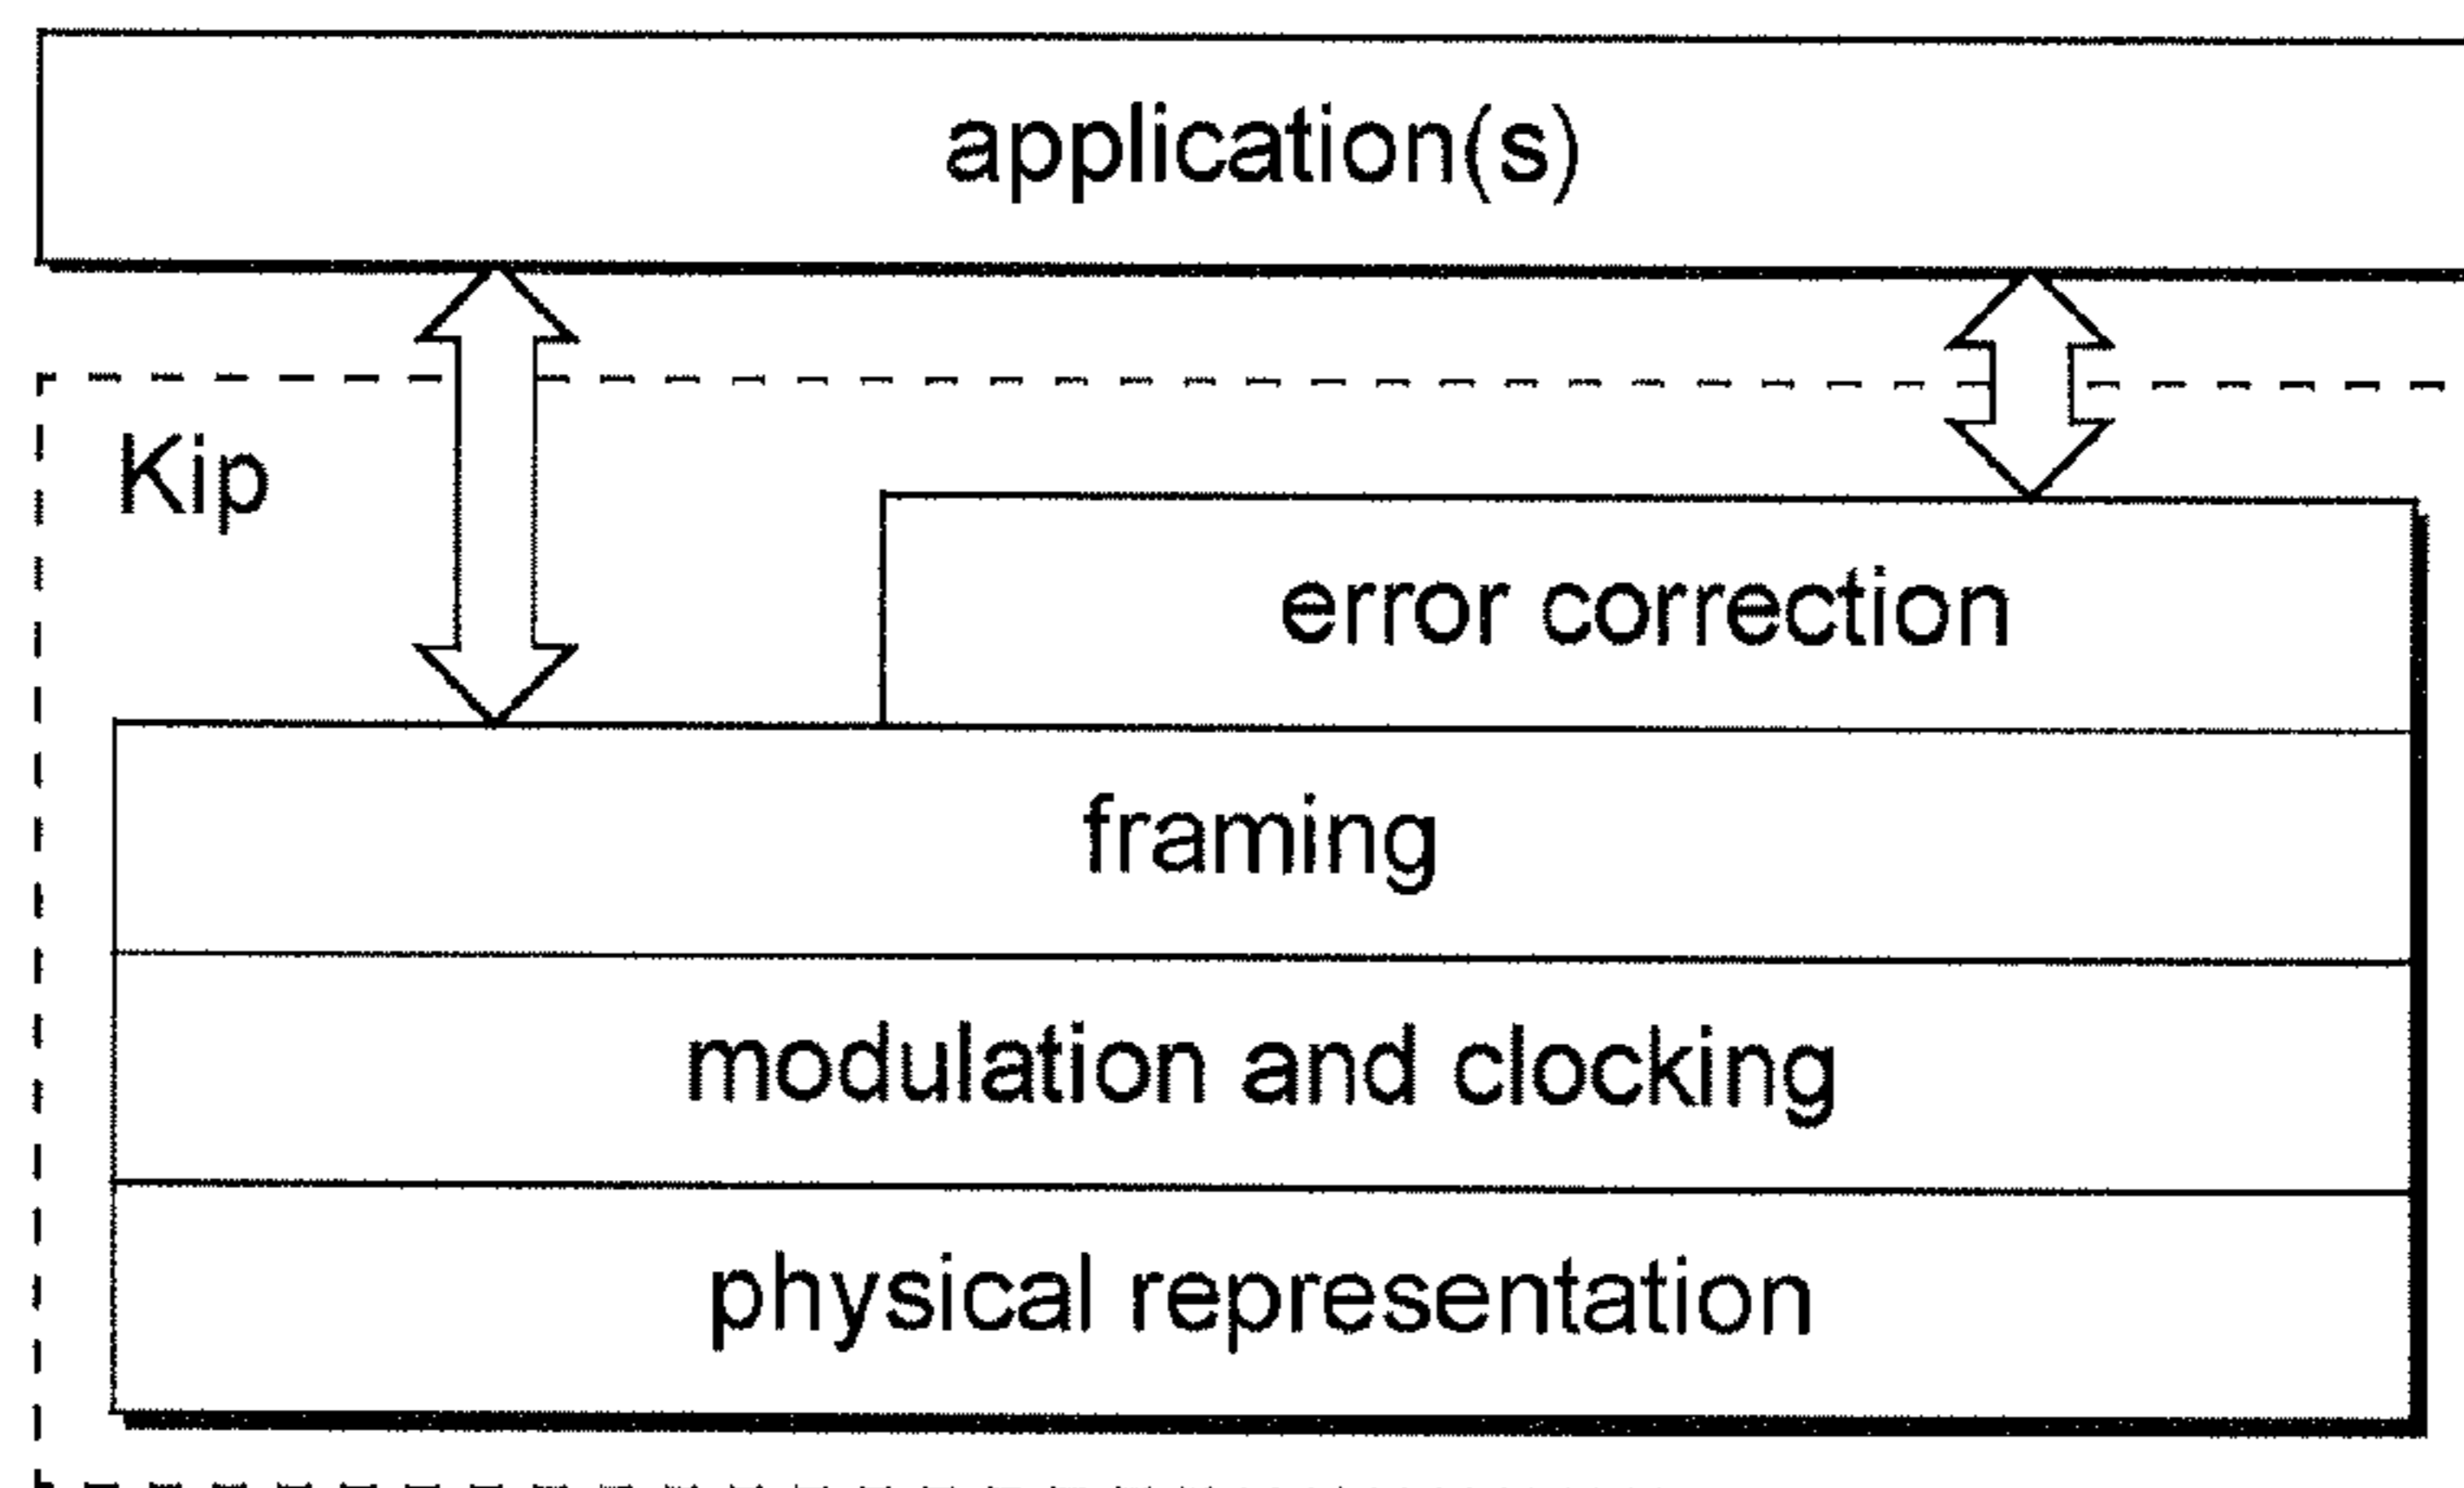 application(s)
Kip
error correction
framing
modulation and clocking
physical representation